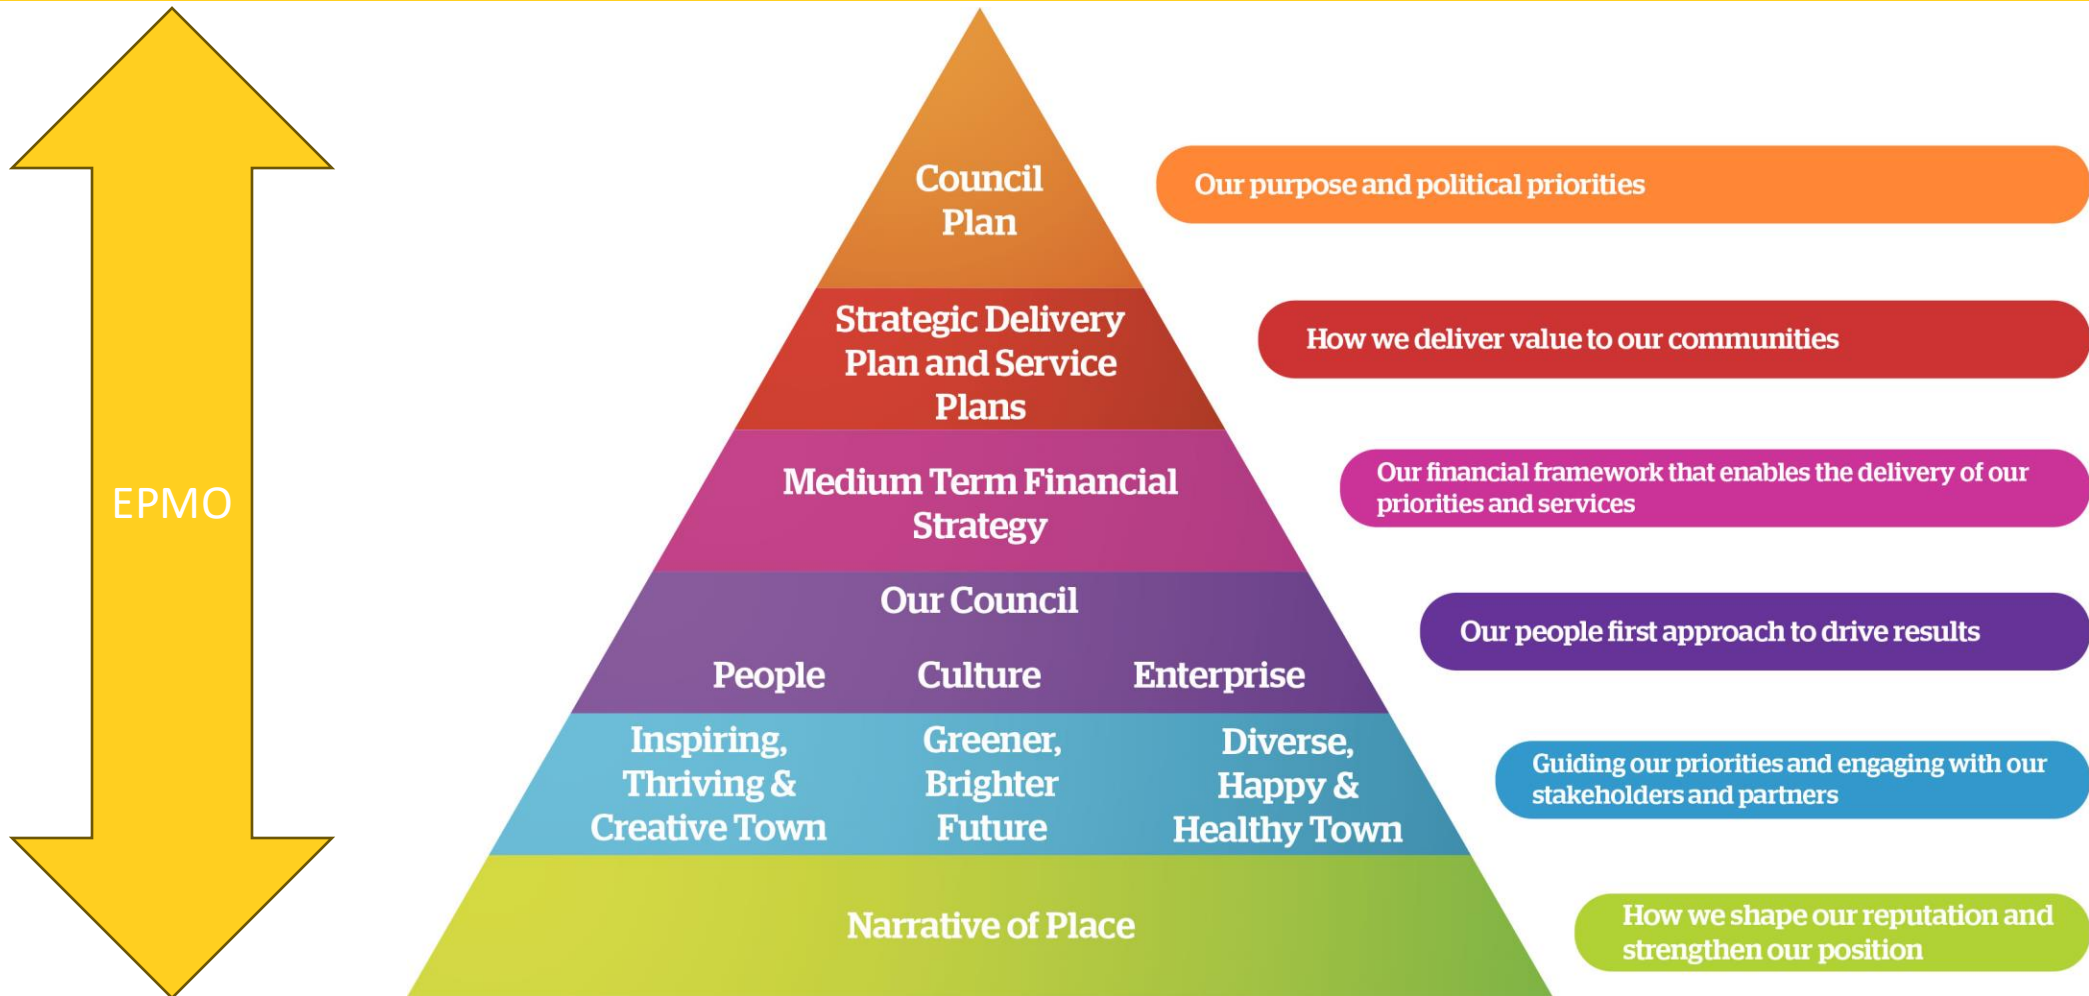 EPMO
Council
Plan
Our purpose and political priorities
Strategic Delivery
Plan and Service
Plans
How we deliver value to our communities
Medium Term Financial
Strategy
Our financial framework that enables the delivery of our
priorities and services
Our Council
People Culture Enterprise
Our people first approach to drive results
Inspiring,
Thriving &
Creative Town
Greener,
Brighter
Future
Diverse,
Happy &
Healthy Town
Guiding our priorities and engaging with our
stakeholders and partners
Narrative of Place
How we shape our reputation and
strengthen our position